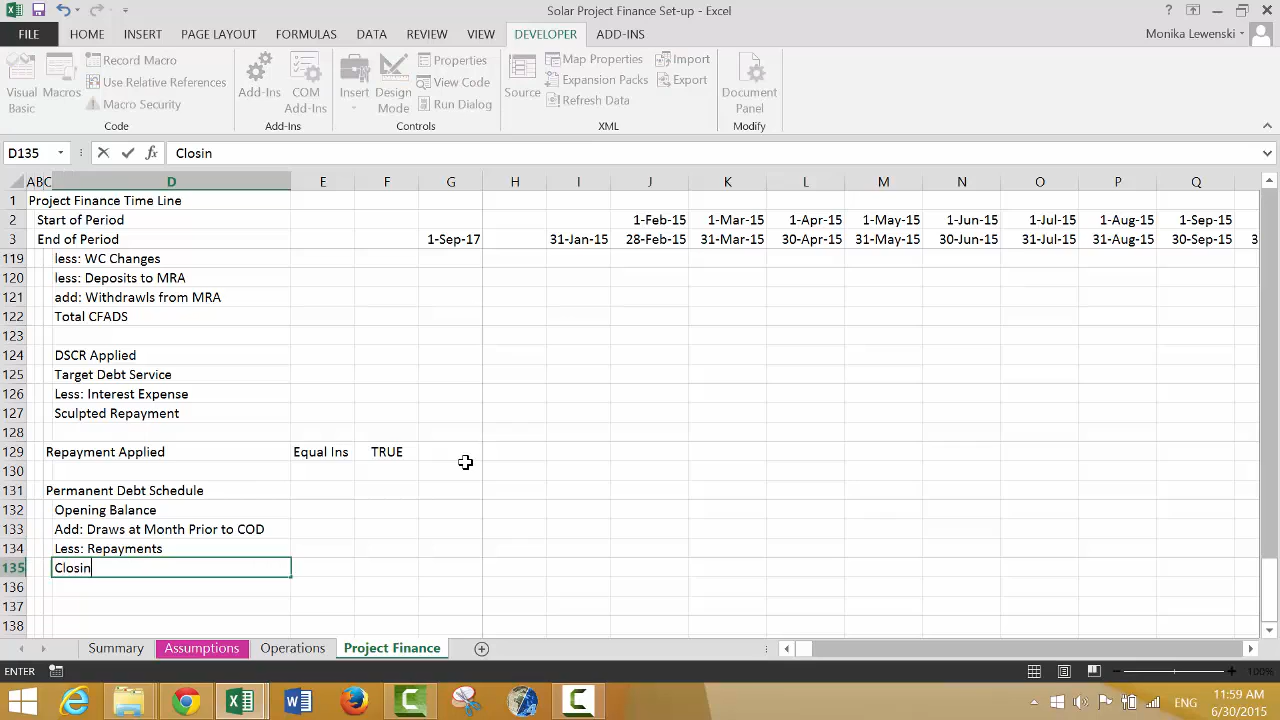 Solar Project Finance Set-up - Excel
?
FILE HOME INSERT PAGE LAYOUT FORMULAS DATA REVIEW VIEW DEVELOPER ADD-INS Monika Lewenski
Visual Basic
Macros
Record Macro
Use Relative References
Macro Security
Code
Add-Ins
COM Add-Ins
Add-Ins
Insert
Design Mode
Properties
View Code
Run Dialog
Controls
Source
Map Properties
Expansion Packs
Refresh Data
Import
Export
XML
Document Panel
Modify
D135 fx Closin
A B C D E F G H I J K L M N O P Q
1 Project Finance Time Line
2 Start of Period 1-Feb-15 1-Mar-15 1-Apr-15 1-May-15 1-Jun-15 1-Jul-15 1-Aug-15 1-Sep-15
3 End of Period 1-Sep-17 31-Jan-15 28-Feb-15 31-Mar-15 30-Apr-15 31-May-15 30-Jun-15 31-Jul-15 31-Aug-15 30-Sep-15 3
119 less: WC Changes
120 less: Deposits to MRA
121 add: Withdrawls from MRA
122 Total CFADS
123
124 DSCR Applied
125 Target Debt Service
126 Less: Interest Expense
127 Sculpted Repayment
128
129 Repayment Applied Equal Ins TRUE
130
131 Permanent Debt Schedule
132 Opening Balance
133 Add: Draws at Month Prior to COD
134 Less: Repayments
135 Closin
136
137
138
Summary Assumptions Operations Project Finance
ENTER 100%
ENG
11:59 AM
6/30/2015